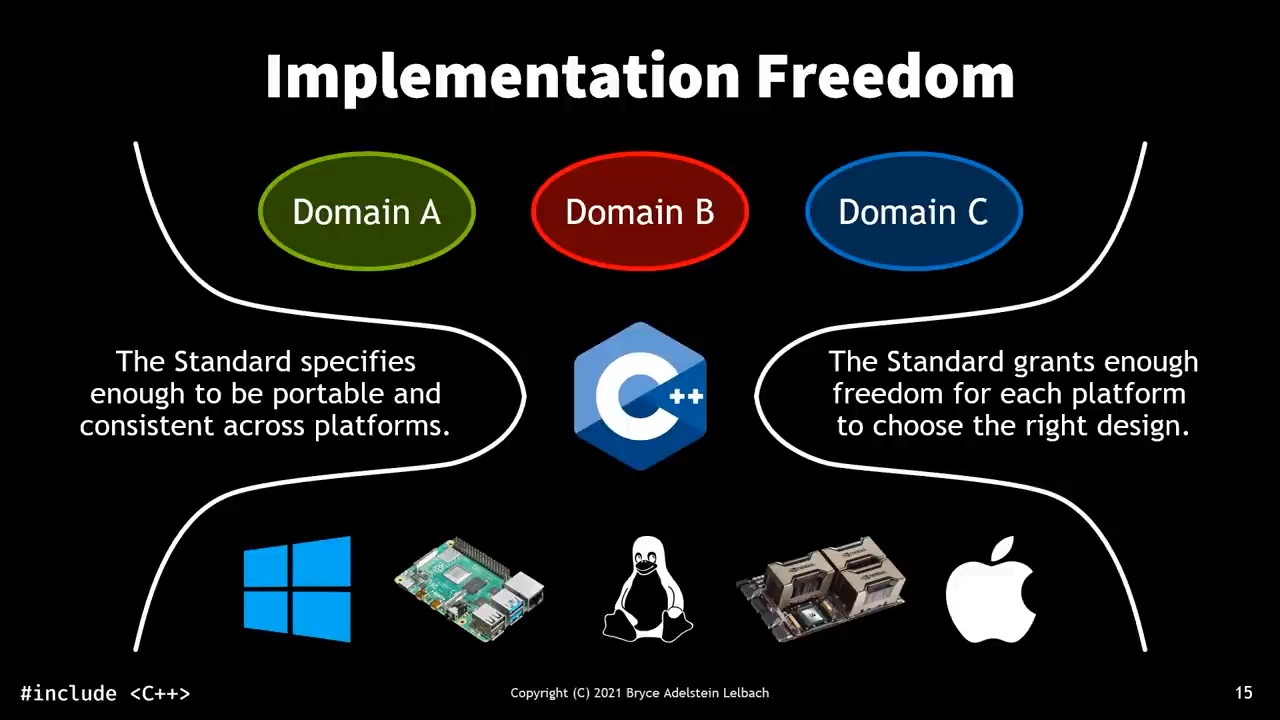 Implementation Freedom
Domain A
Domain B
Domain C
The Standard specifies
enough to be portable and
consistent across platforms.
C++
The Standard grants enough
freedom for each platform
to choose the right design.
#include <C++>
Copyright (C) 2021 Bryce Adelstein Lelbach
15